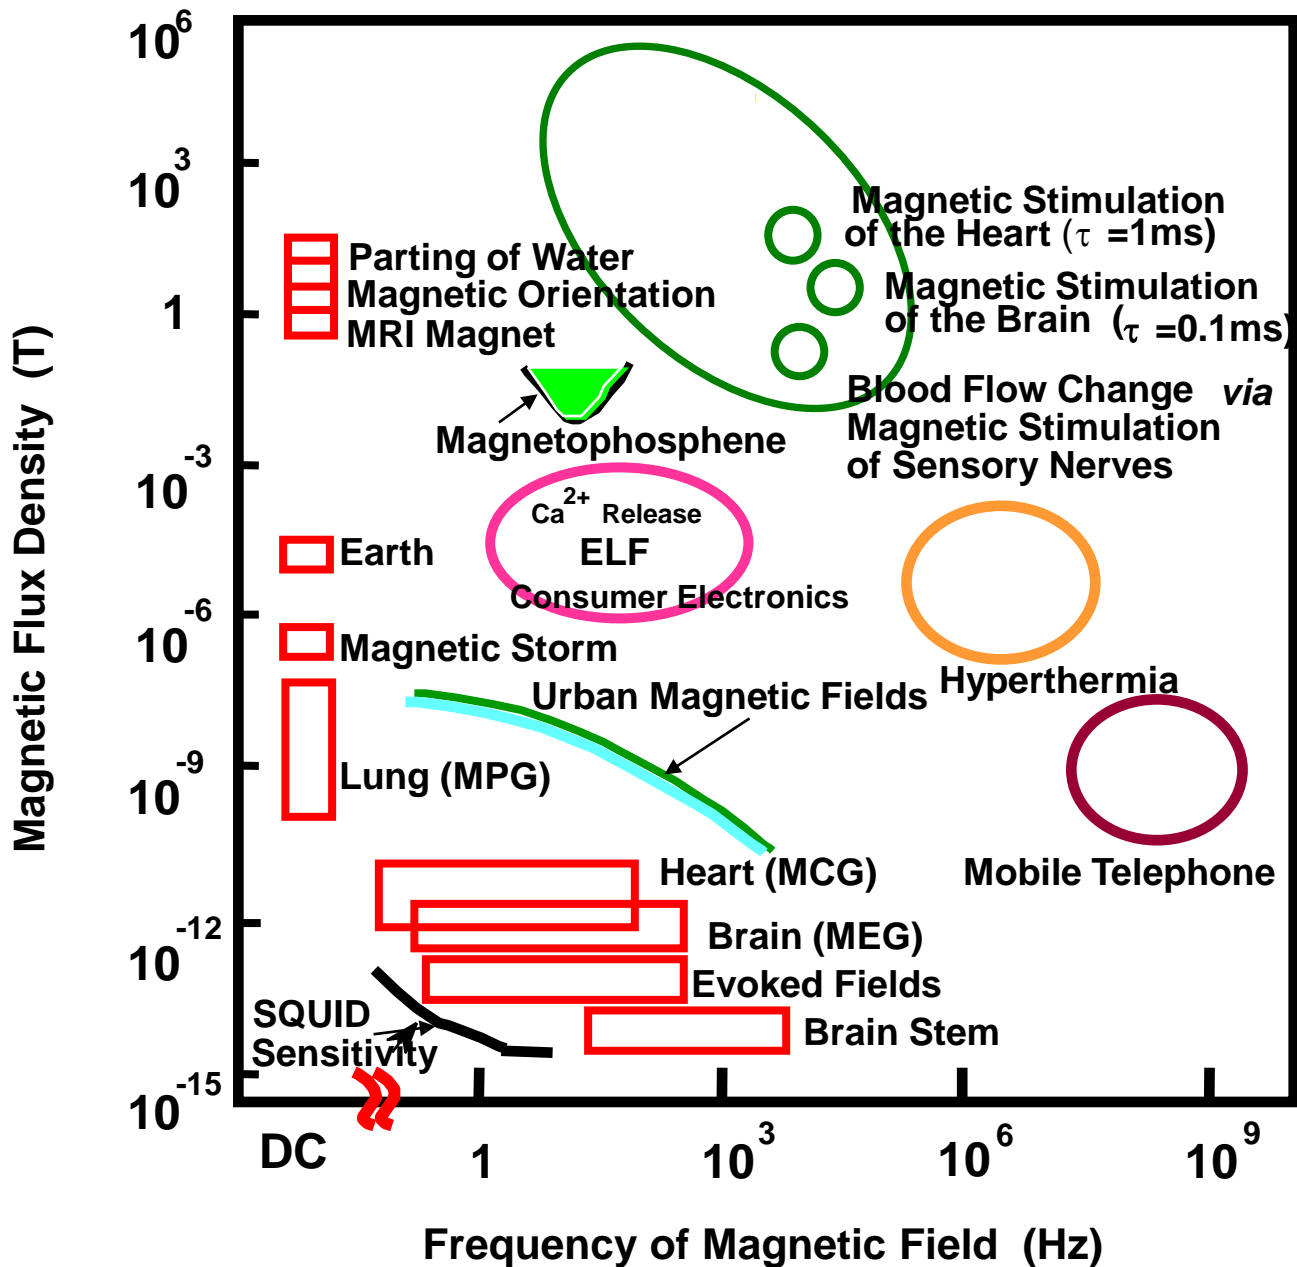 10^6
10^3
1
10^-3
10^-6
10^-9
10^-12
10^-15
Magnetic Flux Density (T)
Magnetic Stimulation
of the Heart (τ =1ms)
Parting of Water
Magnetic Orientation
MRI Magnet
Magnetic Stimulation
of the Brain (τ =0.1ms)
Blood Flow Change via
Magnetic Stimulation
of Sensory Nerves
Magnetophosphene
Ca^2+ Release
ELF
Consumer Electronics
Earth
Magnetic Storm
Hyperthermia
Urban Magnetic Fields
Lung (MPG)
Heart (MCG)
Mobile Telephone
Brain (MEG)
Evoked Fields
SQUID
Sensitivity
Brain Stem
DC
1
10^3
10^6
10^9
Frequency of Magnetic Field (Hz)